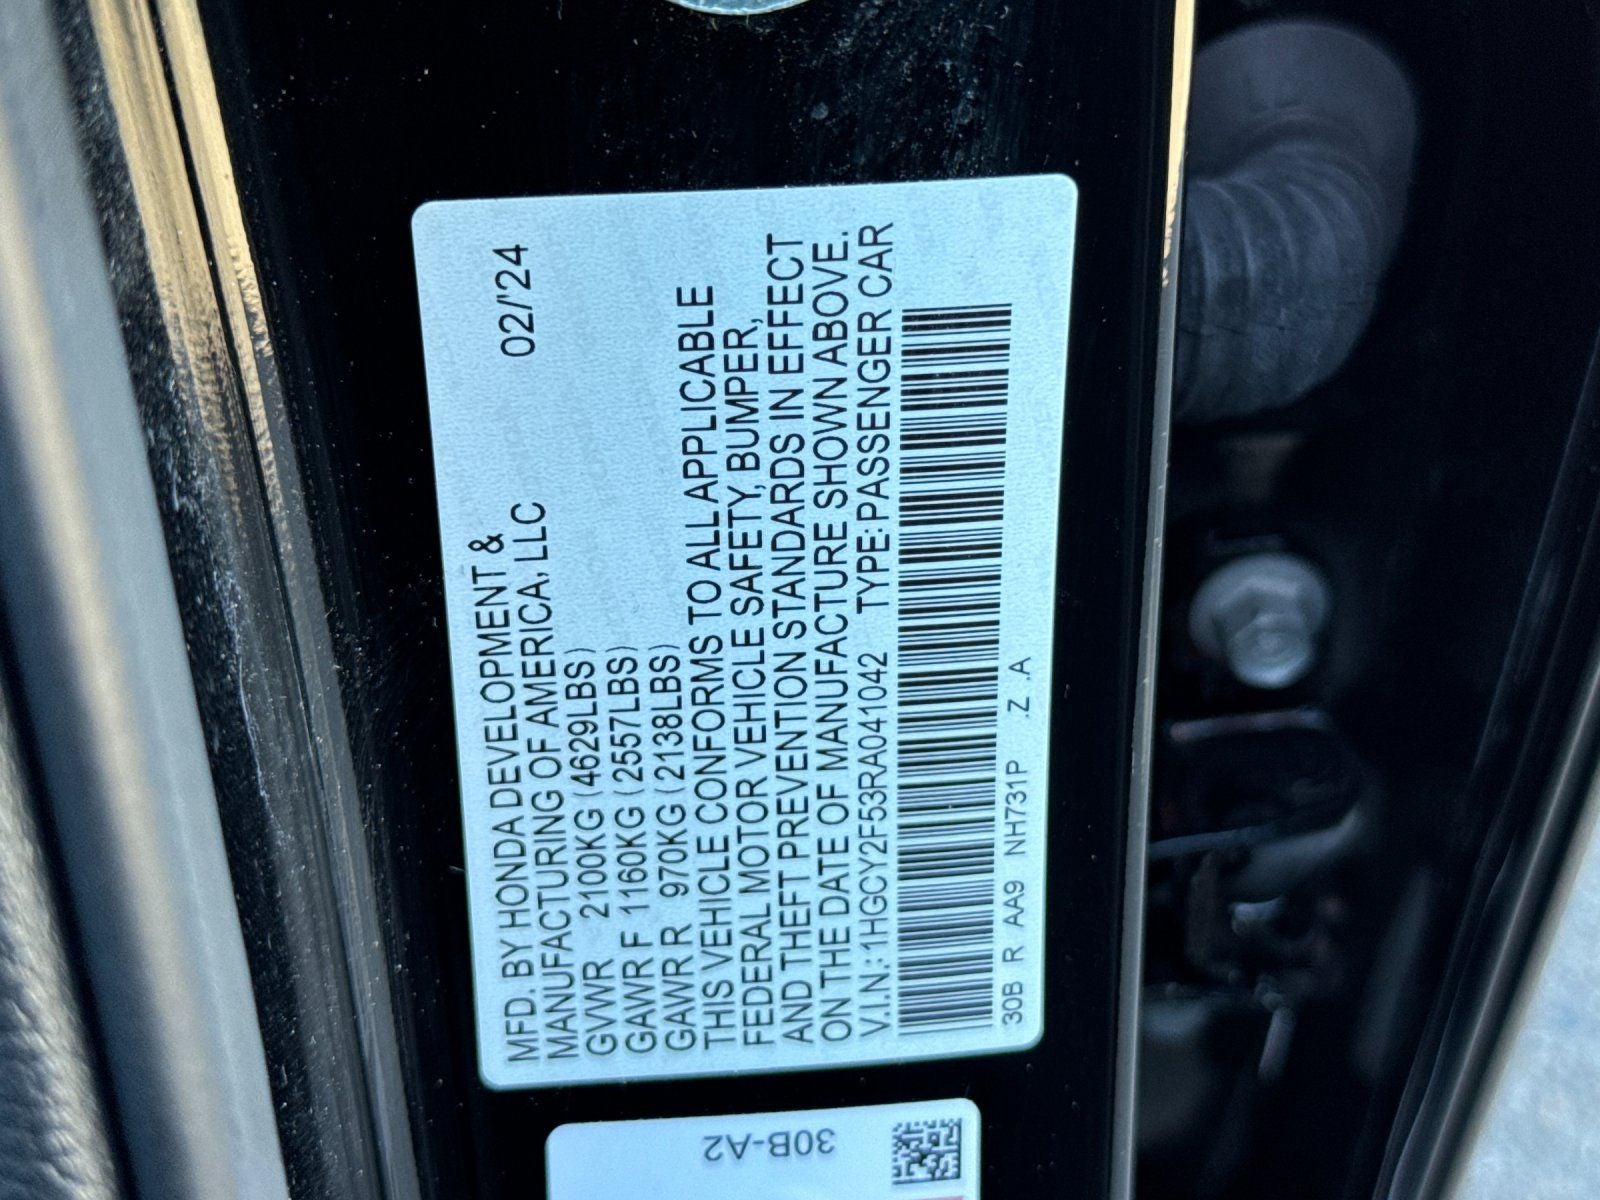 MFD. BY HONDA DEVELOPMENT &
MANUFACTURING OF AMERICA, LLC 02/'24
GVWR 2100KG (4629LBS)
GAWR F 1160KG (2557LBS)
GAWR R 970KG (2138LBS)
THIS VEHICLE CONFORMS TO ALL APPLICABLE
FEDERAL MOTOR VEHICLE SAFETY, BUMPER,
AND THEFT PREVENTION STANDARDS IN EFFECT
ON THE DATE OF MANUFACTURE SHOWN ABOVE.
V.I.N.: 1HGCY2F53RA041042 TYPE: PASSENGER CAR
30B R AA9 NH731P .Z .A
30B-A2